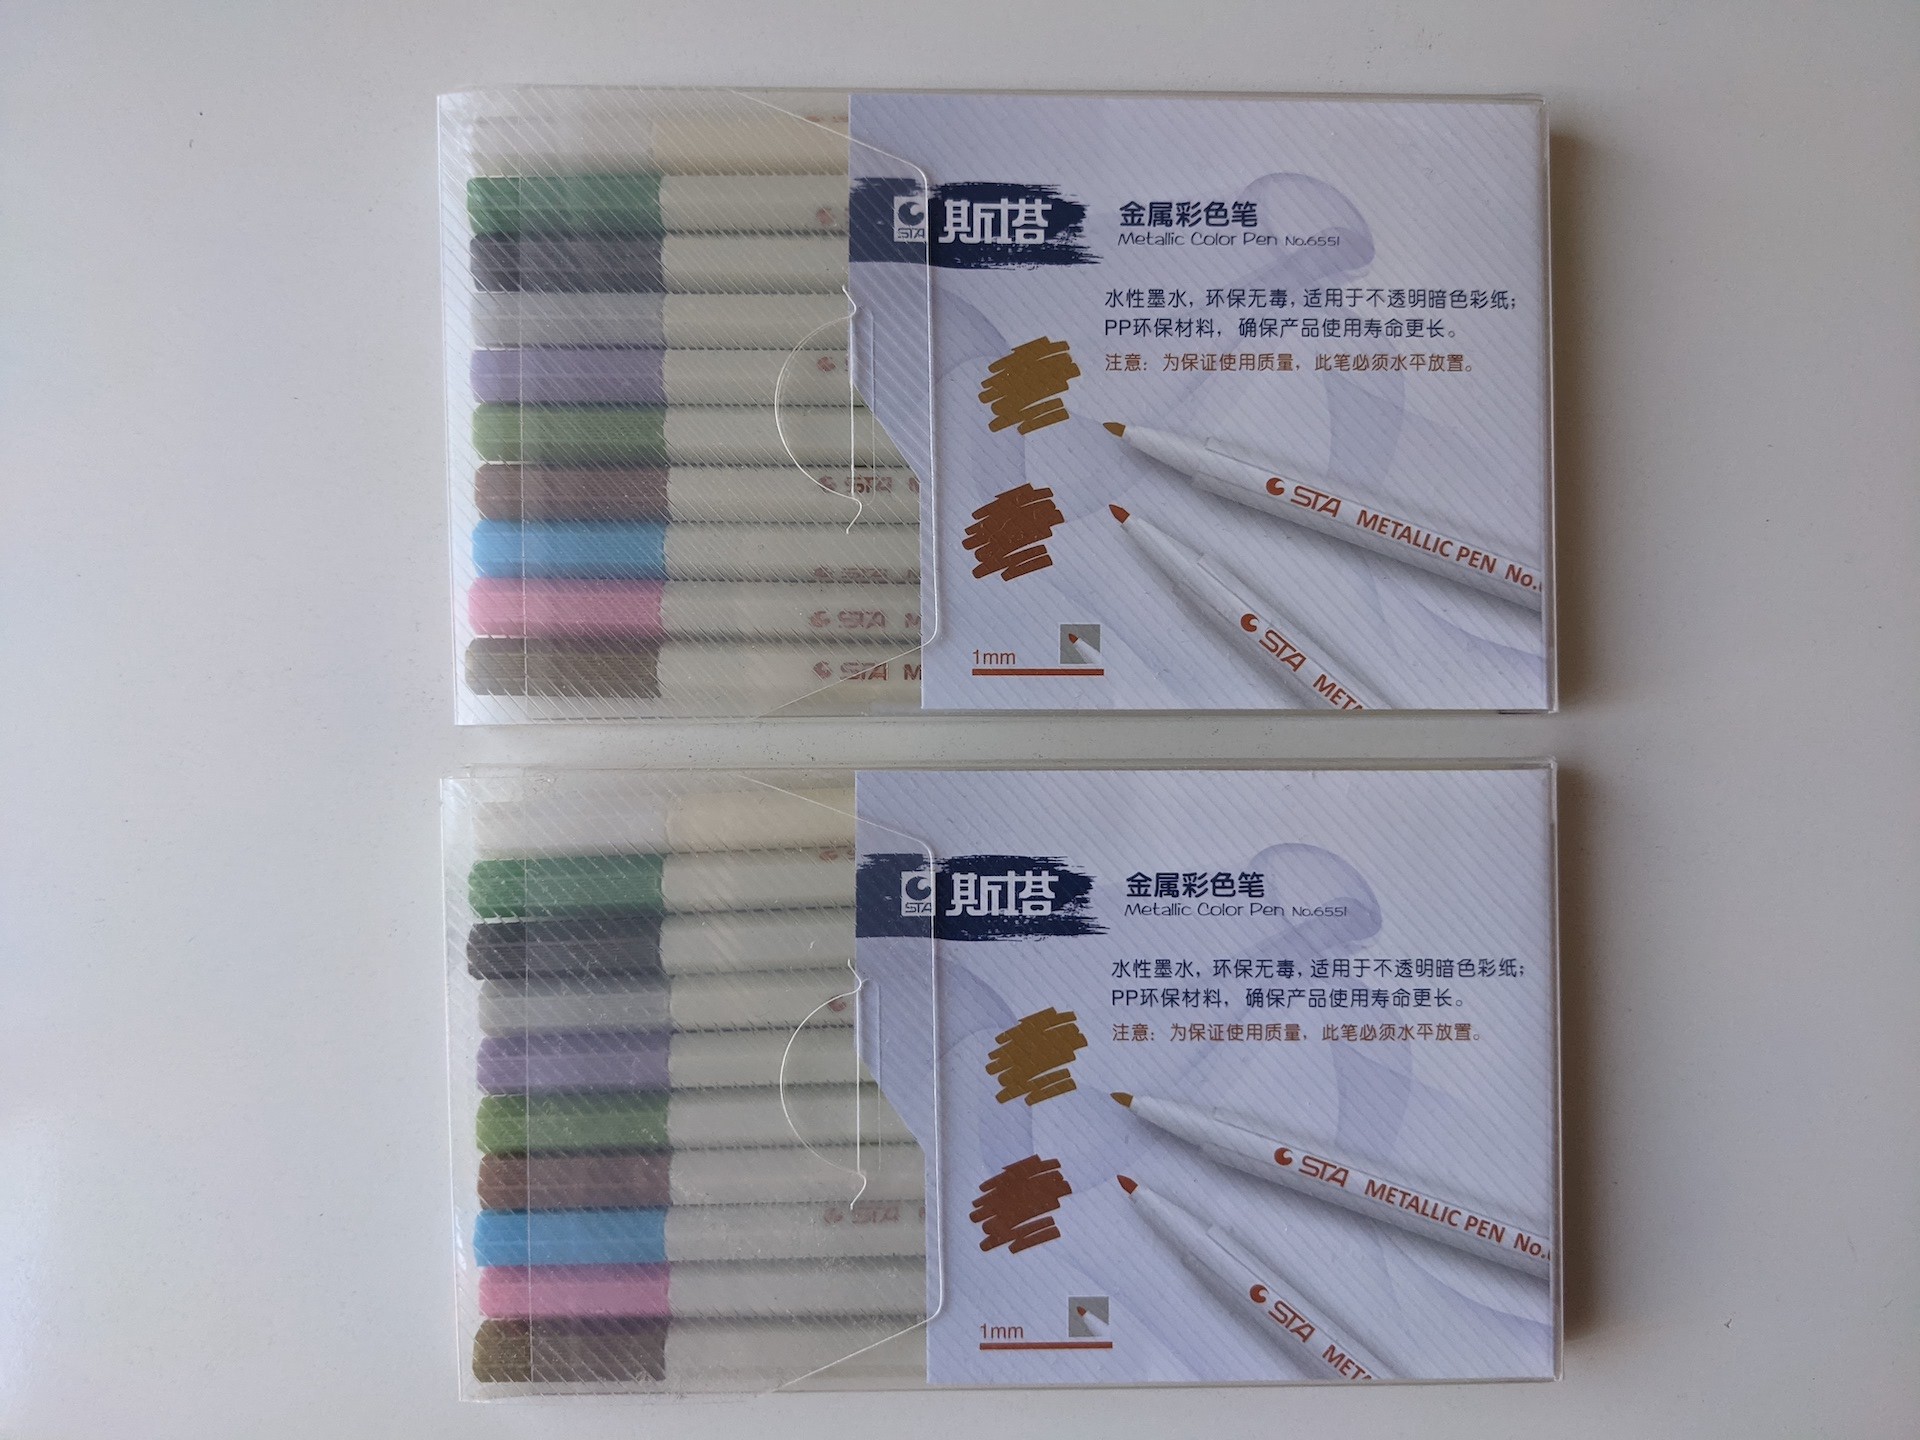 STA 斯塔
金属彩色笔
Metallic Color Pen No.6551
水性墨水，环保无毒，适用于不透明暗色彩纸；
PP环保材料，确保产品使用寿命更长。
注意：为保证使用质量，此笔必须水平放置。
STA METALLIC PEN No.
STA
1mm
STA
STA
STA
STA
STA 斯塔
金属彩色笔
Metallic Color Pen No.6551
水性墨水，环保无毒，适用于不透明暗色彩纸；
PP环保材料，确保产品使用寿命更长。
注意：为保证使用质量，此笔必须水平放置。
STA METALLIC PEN No.
STA
1mm
STA